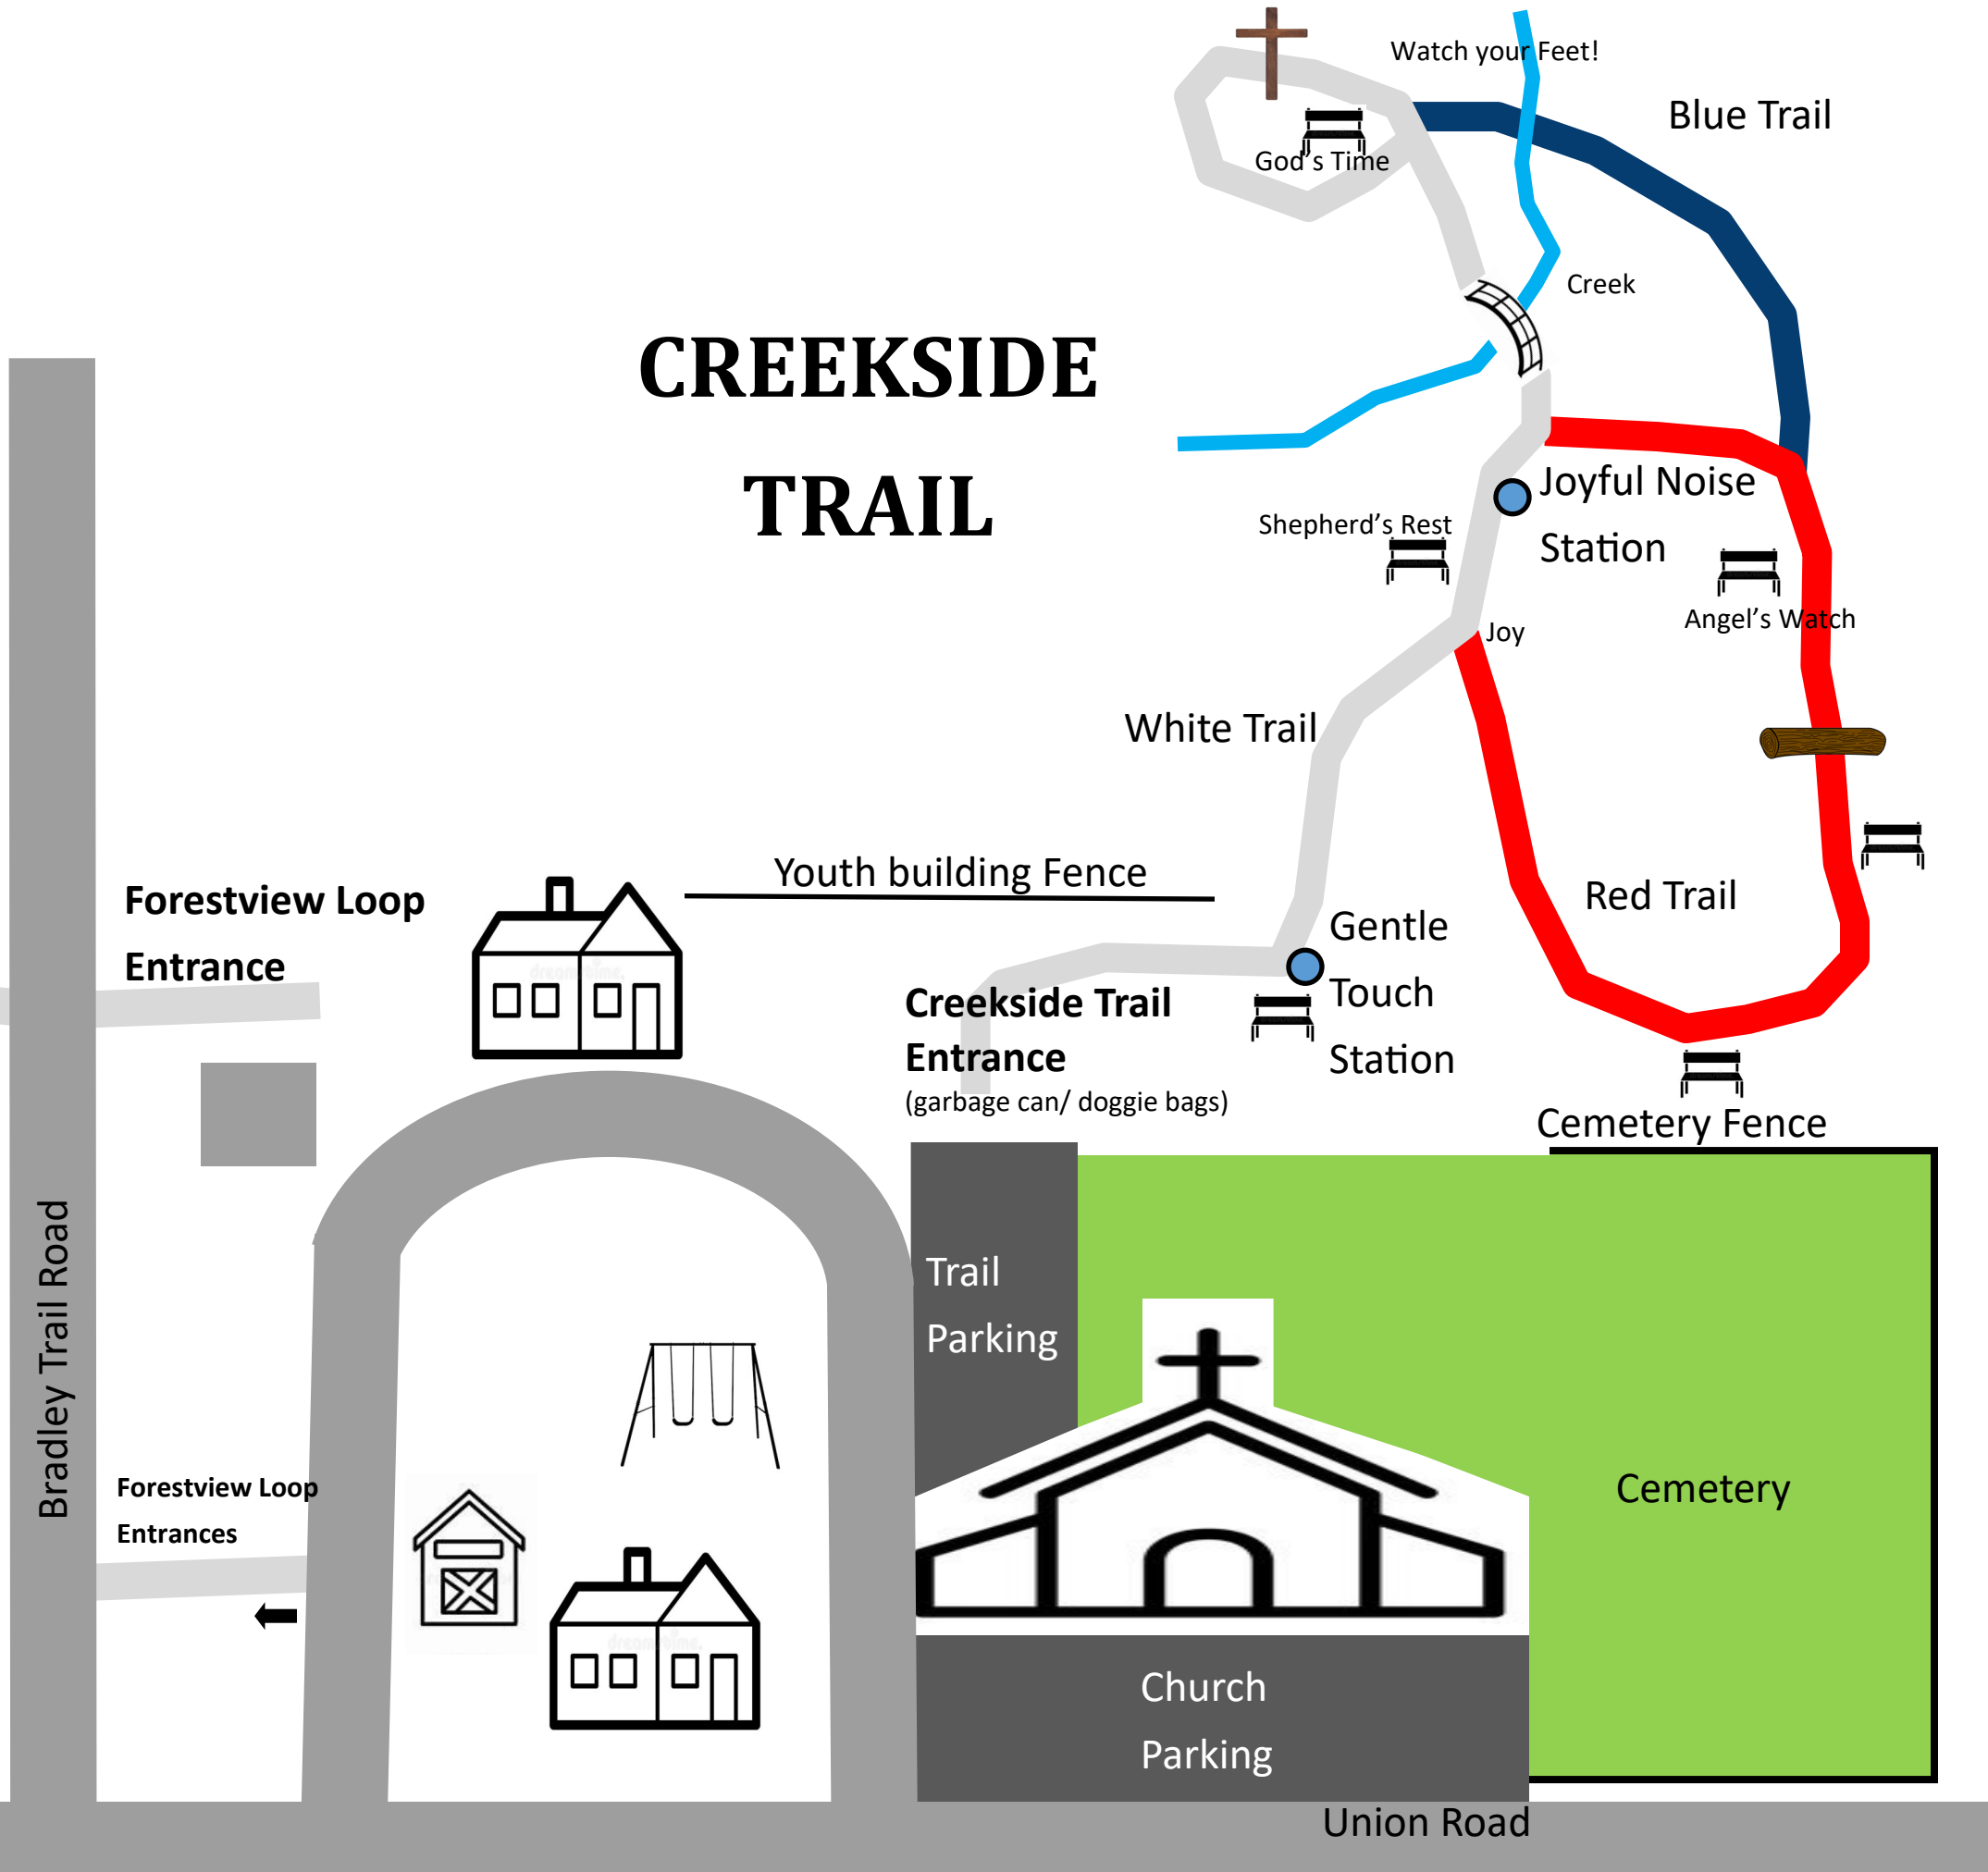 Watch your Feet!
Blue Trail
God's Time
Creek
CREEKSIDE
TRAIL
Joyful Noise
Station
Shepherd's Rest
Angel's Watch
Joy
White Trail
Youth building Fence
Forestview Loop
Entrance
dreamstime.
Red Trail
Gentle
Touch
Station
Creekside Trail
Entrance
(garbage can/ doggie bags)
Cemetery Fence
Bradley Trail Road
Trail
Parking
Forestview Loop
Entrances
Cemetery
dreamstime.
Church
Parking
Union Road